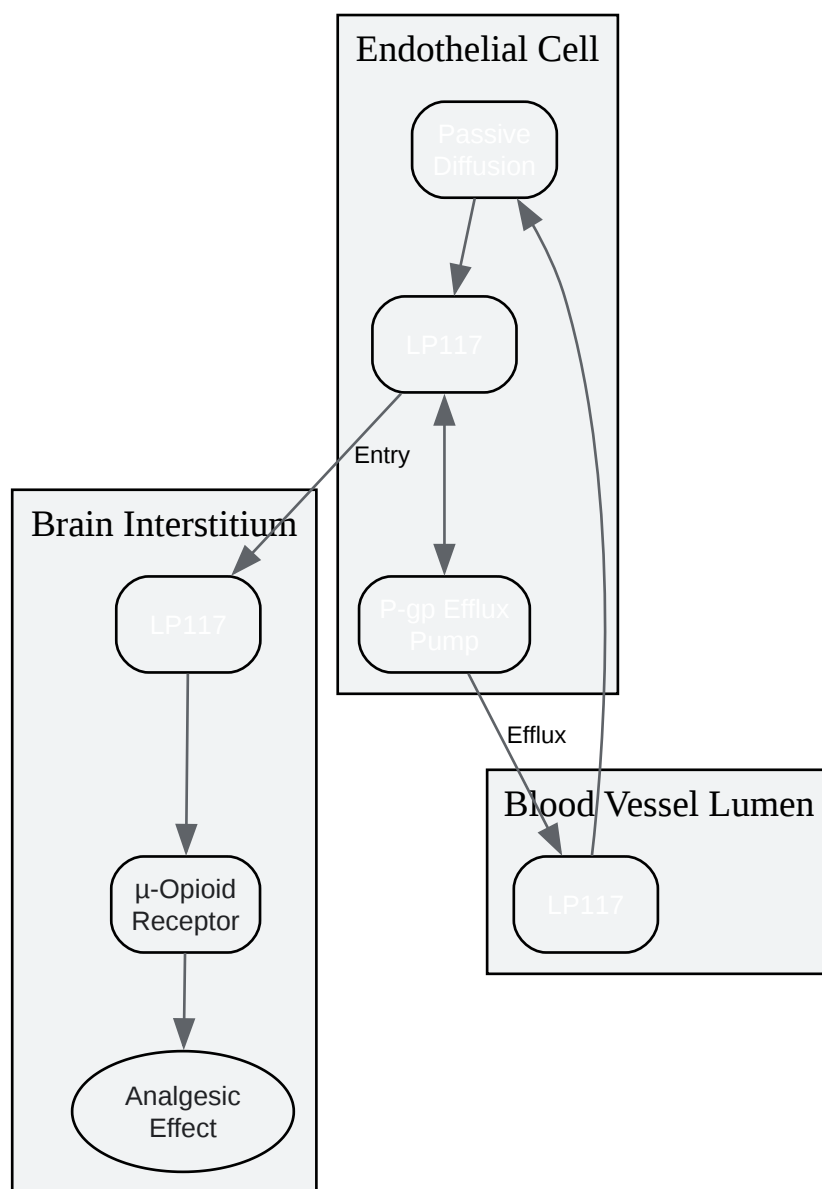 Endothelial Cell
Passive
Diffusion
LP117
Entry
Brain Interstitium
LP117
P-gp Efflux
Pump
Efflux
Blood Vessel Lumen
µ-Opioid
Receptor
LP117
Analgesic
Effect